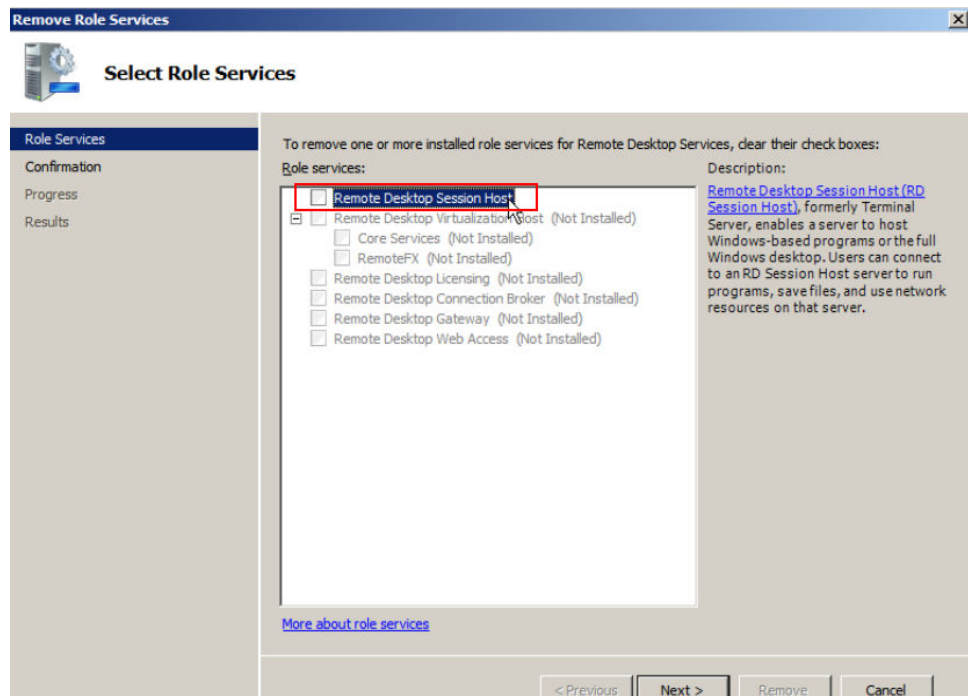 Remove Role Services
Select Role Services
Role Services
Confirmation
Progress
Results
To remove one or more installed role services for Remote Desktop Services, clear their check boxes:
Role services:
Remote Desktop Session Host
Remote Desktop Virtualization Host (Not Installed)
Core Services (Not Installed)
RemoteFX (Not Installed)
Remote Desktop Licensing (Not Installed)
Remote Desktop Connection Broker (Not Installed)
Remote Desktop Gateway (Not Installed)
Remote Desktop Web Access (Not Installed)
More about role services
Description:
Remote Desktop Session Host (RD
Session Host), formerly Terminal
Server, enables a server to host
Windows-based programs or the full
Windows desktop. Users can connect
to an RD Session Host server to run
programs, save files, and use network
resources on that server.
< Previous
Next >
Remove
Cancel